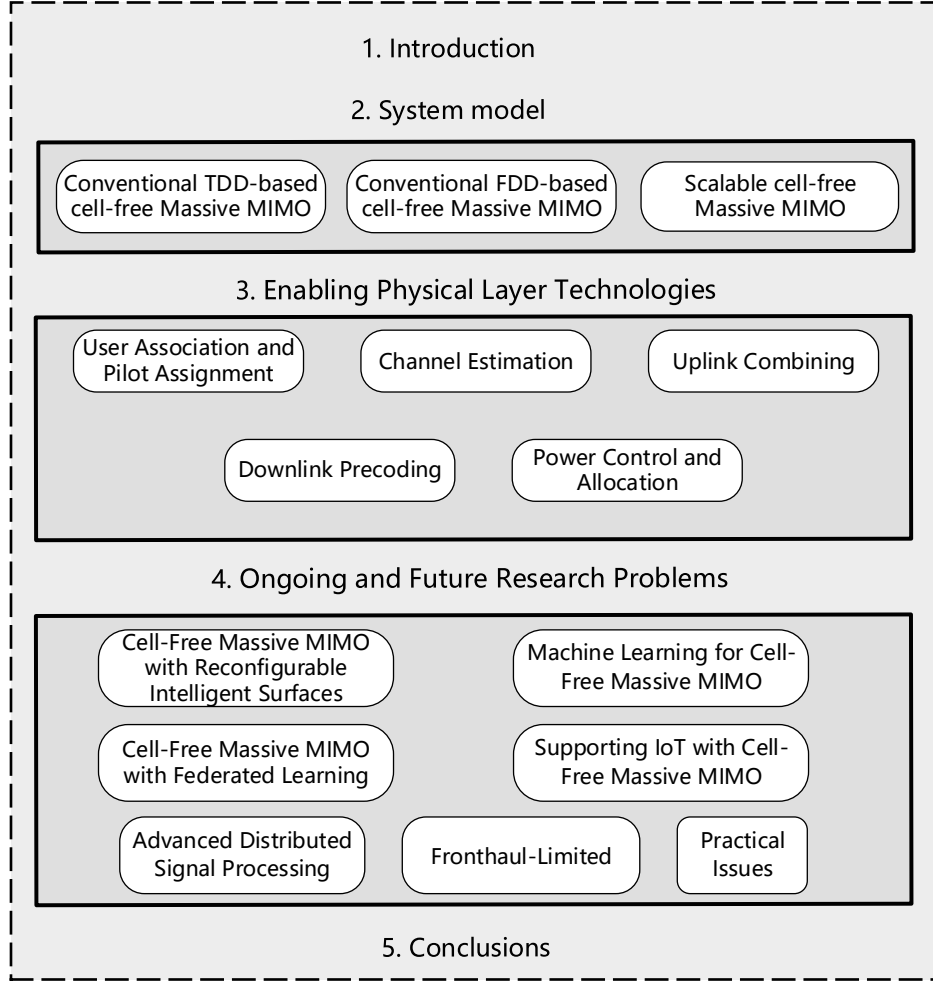 1. Introduction
2. System model
Conventional TDD-based
cell-free Massive MIMO
Conventional FDD-based
cell-free Massive MIMO
Scalable cell-free
Massive MIMO
3. Enabling Physical Layer Technologies
User Association and
Pilot Assignment
Channel Estimation
Uplink Combining
Downlink Precoding
Power Control and
Allocation
4. Ongoing and Future Research Problems
Cell-Free Massive MIMO
with Reconfigurable
Intelligent Surfaces
Machine Learning for Cell-
Free Massive MIMO
Cell-Free Massive MIMO
with Federated Learning
Supporting IoT with Cell-
Free Massive MIMO
Advanced Distributed
Signal Processing
Fronthaul-Limited
Practical
Issues
5. Conclusions